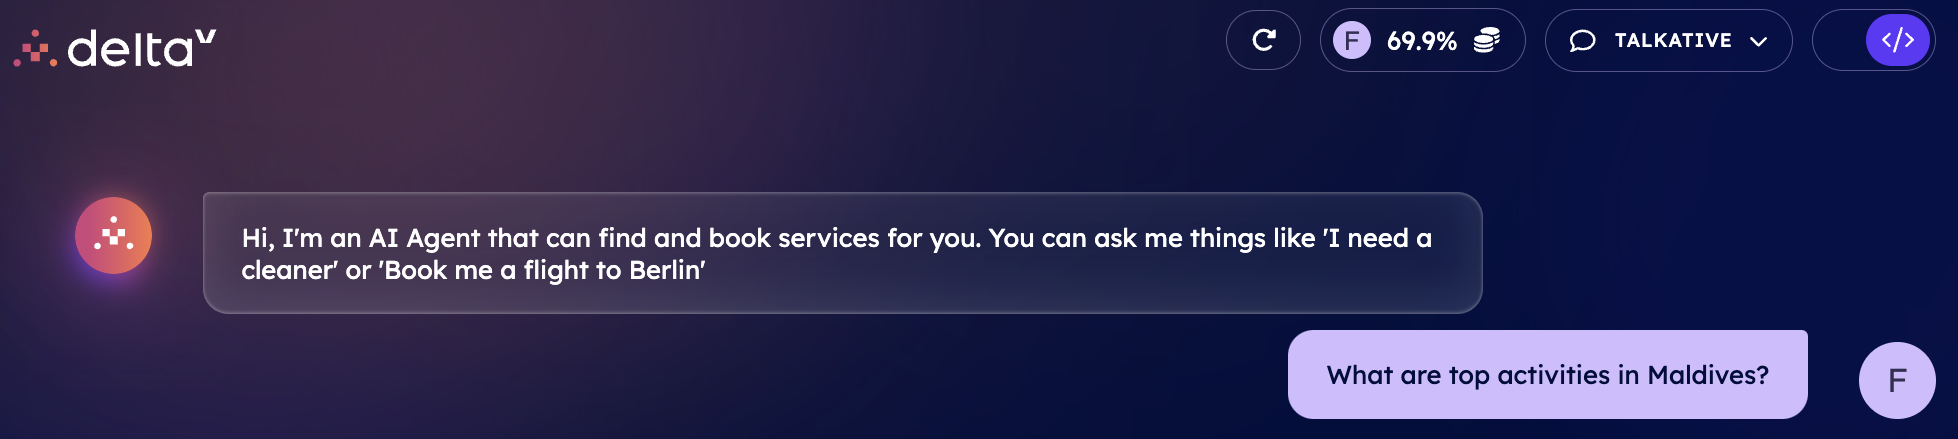 deltaV
F 69.9% TALKATIVE </>
Hi, I'm an AI Agent that can find and book services for you. You can ask me things like 'I need a
cleaner' or 'Book me a flight to Berlin'
What are top activities in Maldives?
F